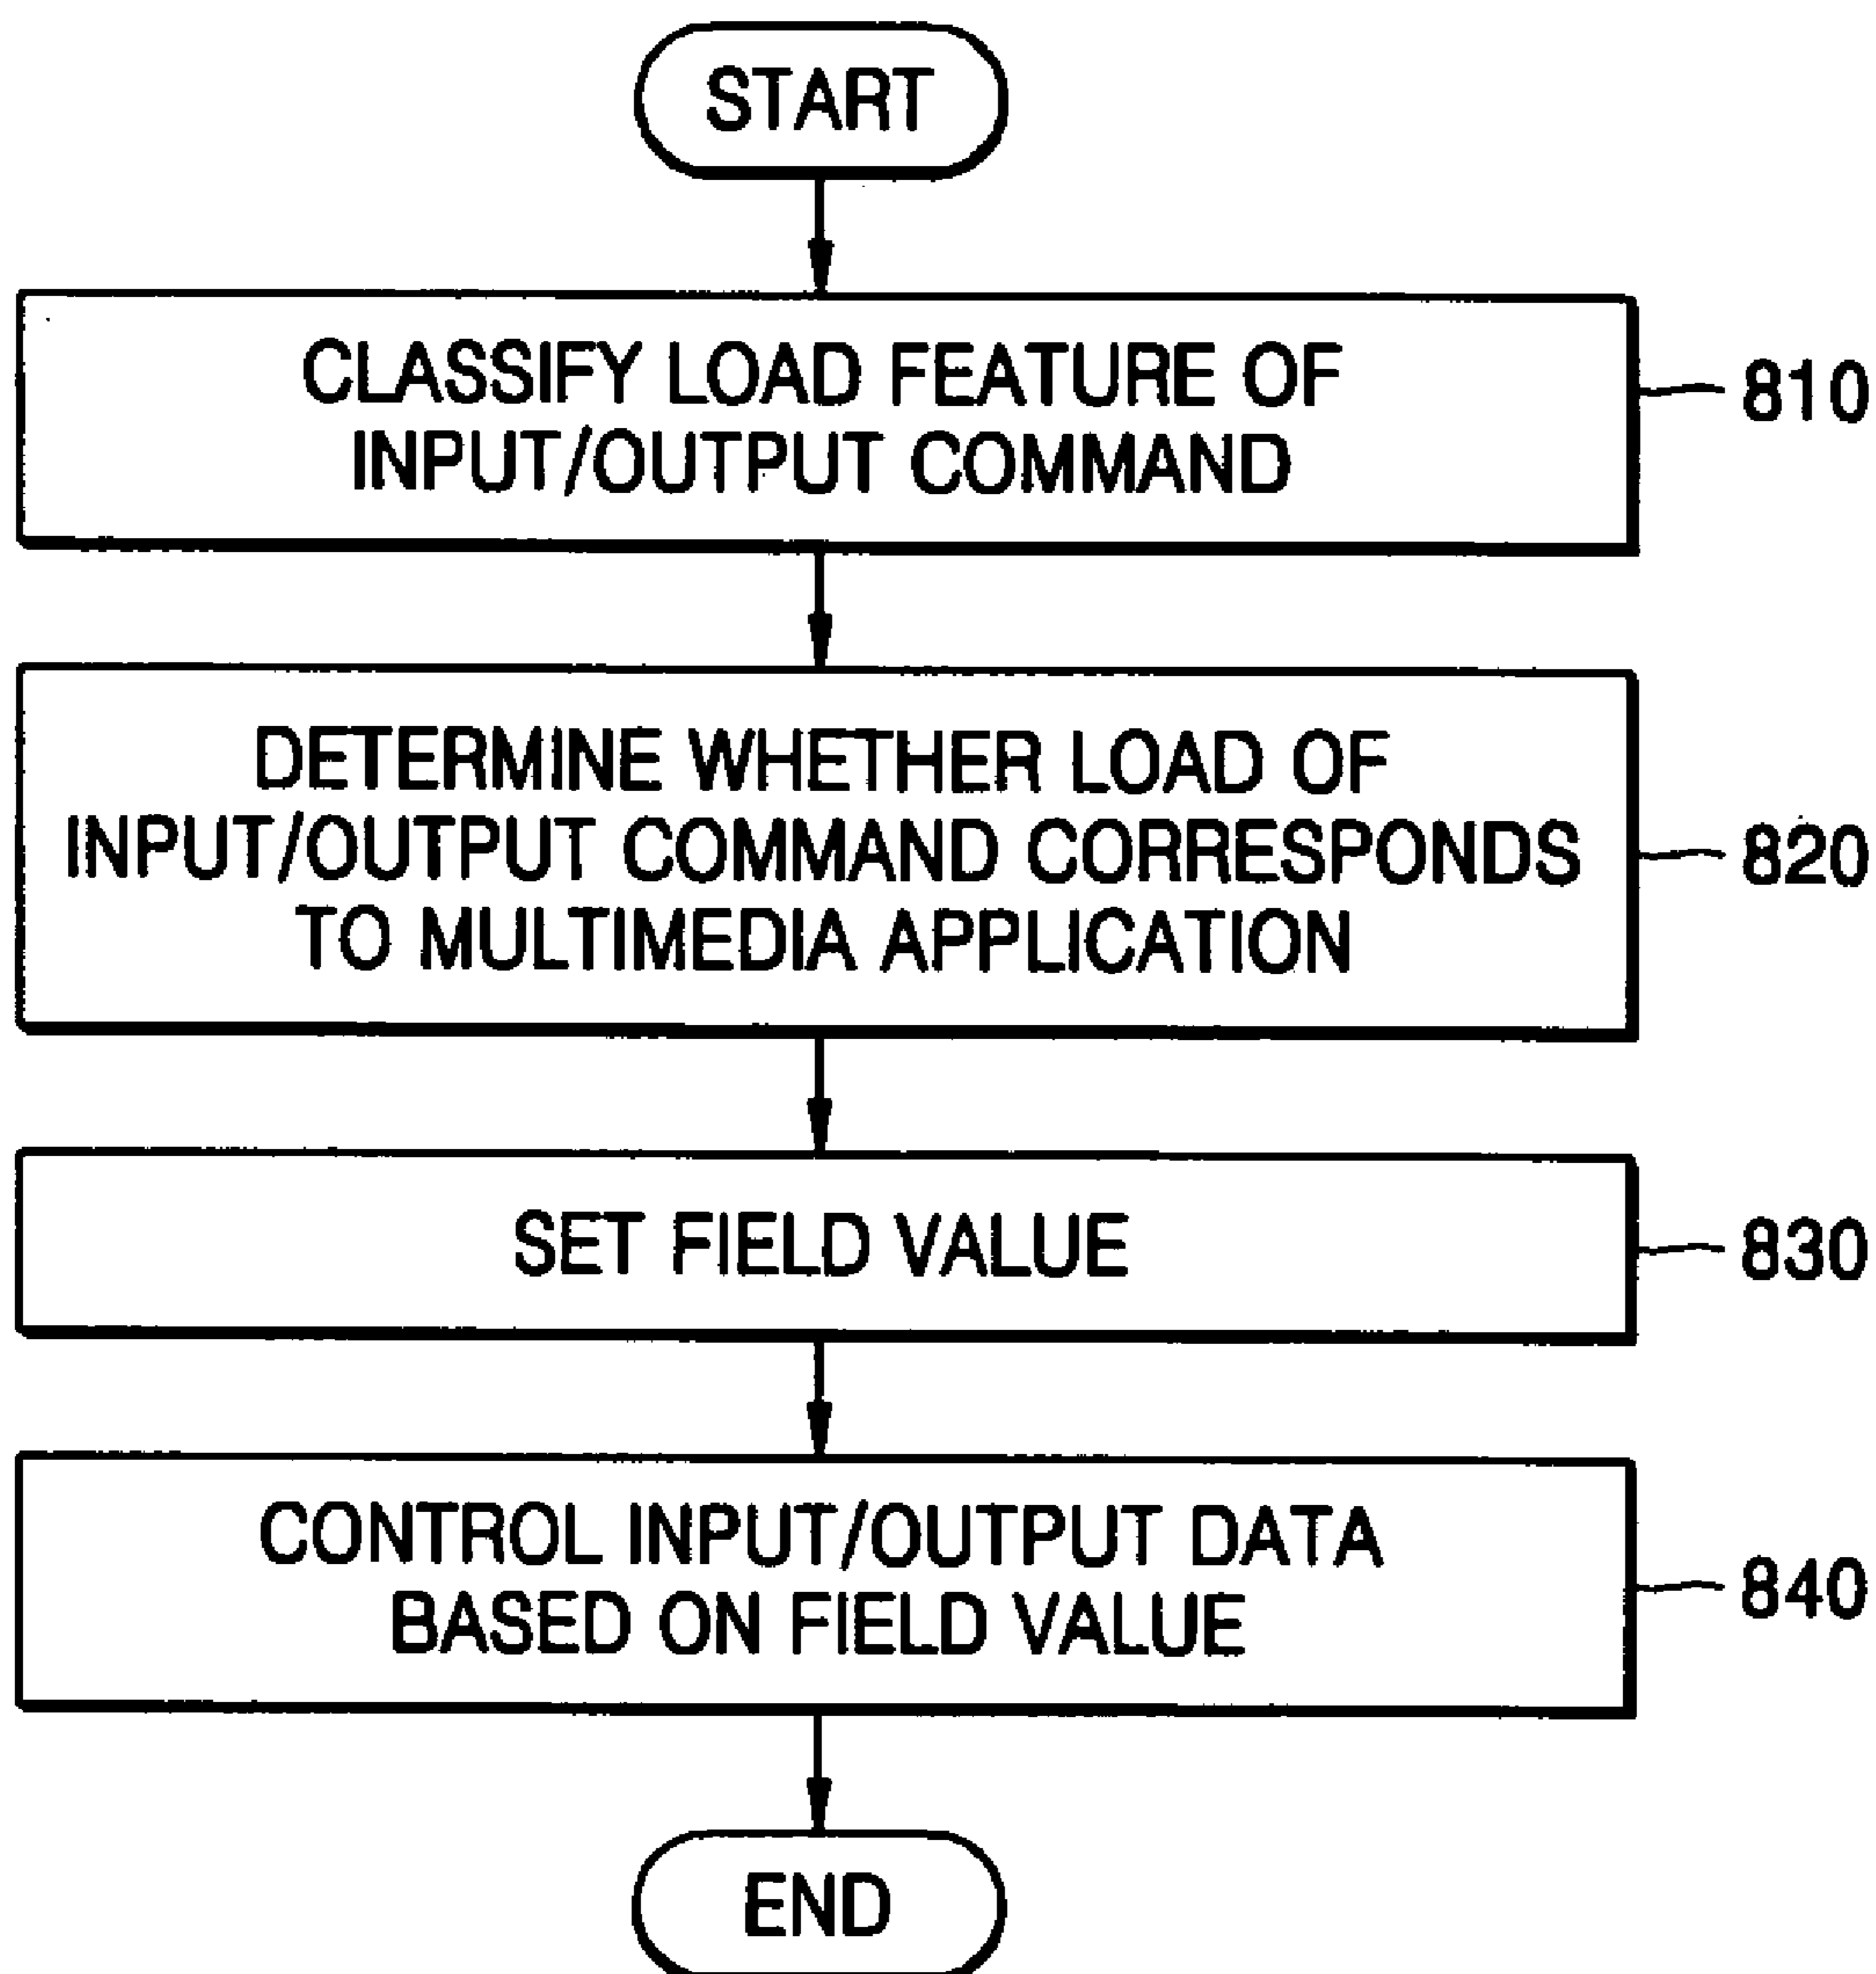 START
CLASSIFY LOAD FEATURE OF
INPUT/OUTPUT COMMAND
810
DETERMINE WHETHER LOAD OF
INPUT/OUTPUT COMMAND CORRESPONDS
TO MULTIMEDIA APPLICATION
820
SET FIELD VALUE
830
CONTROL INPUT/OUTPUT DATA
BASED ON FIELD VALUE
840
END